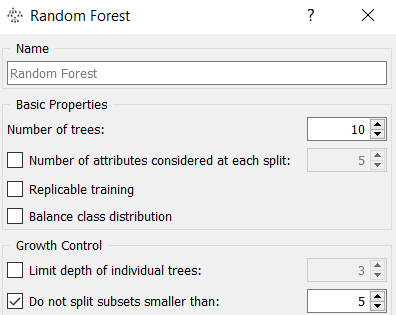 Random Forest ?
Name
Random Forest
Basic Properties
Number of trees: 10
Number of attributes considered at each split: 5
Replicable training
Balance class distribution
Growth Control
Limit depth of individual trees: 3
Do not split subsets smaller than: 5